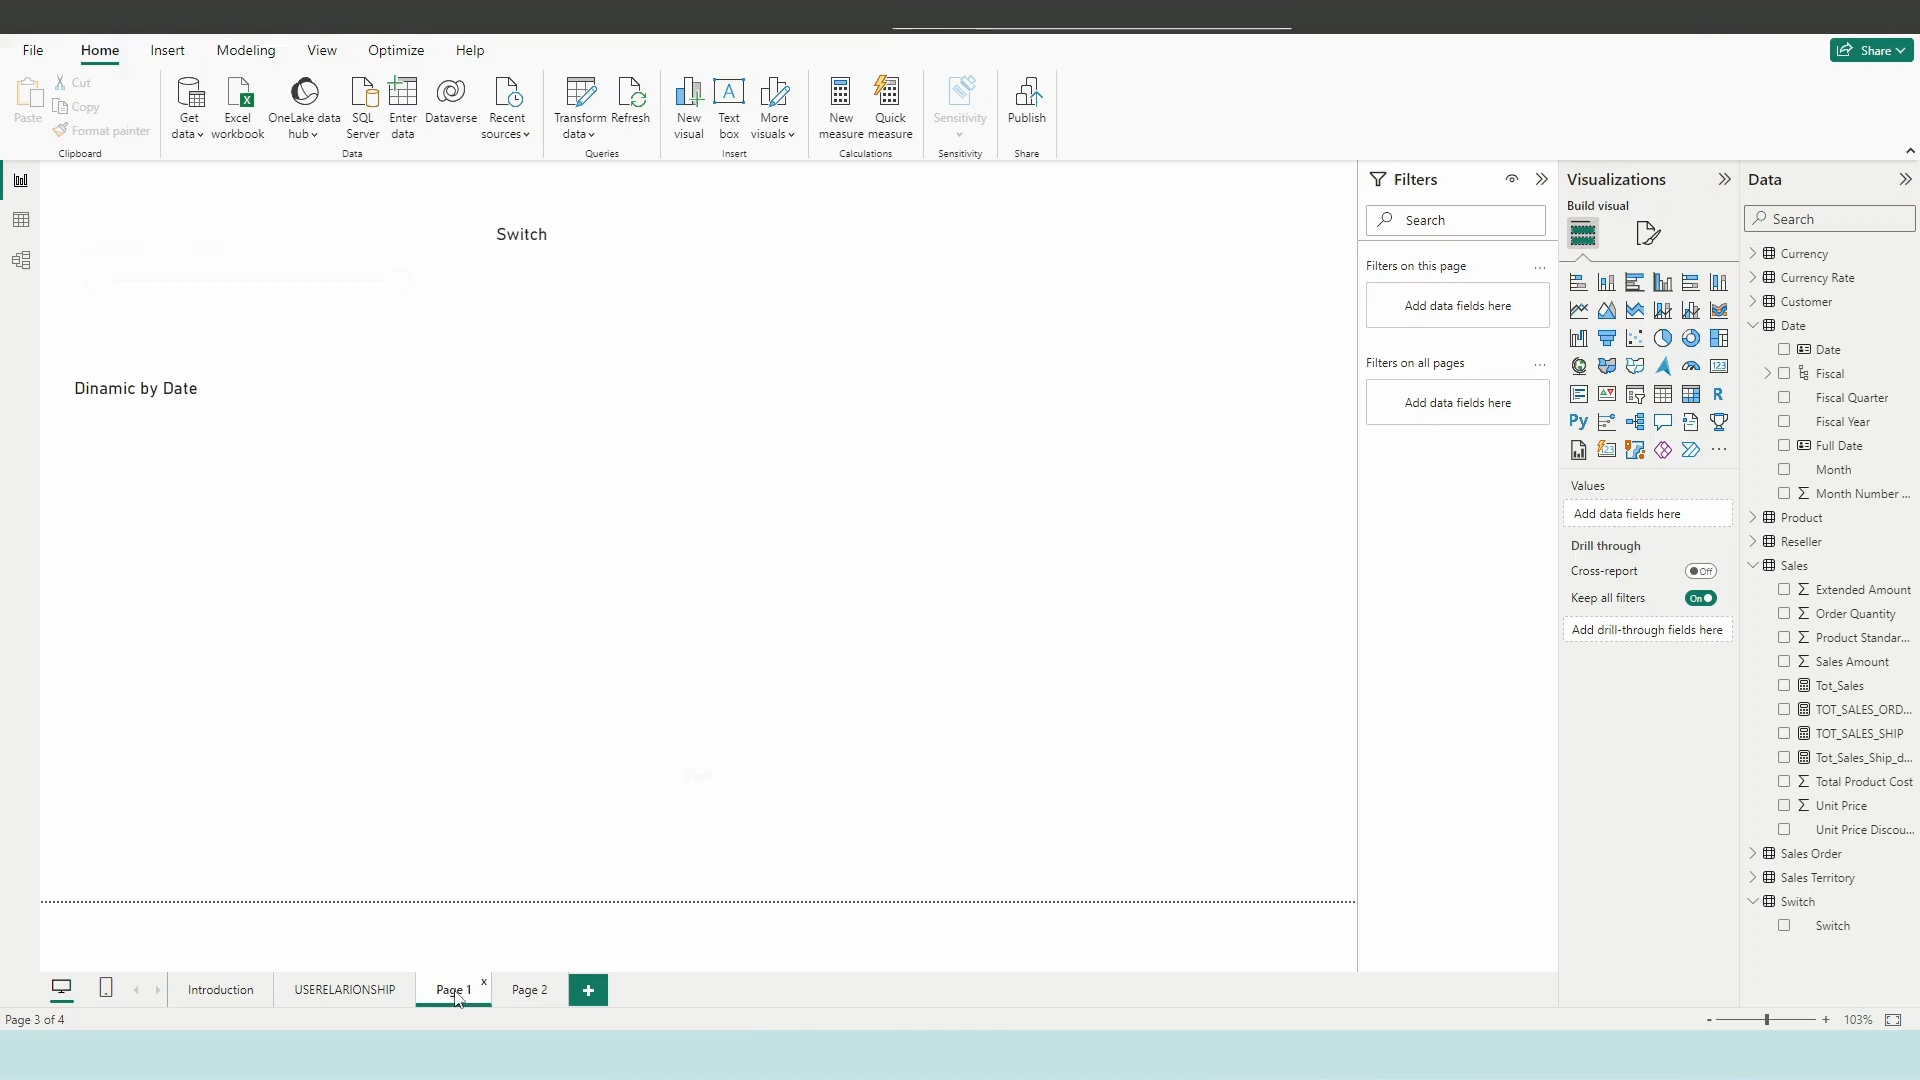 File
Home
Insert
Modeling
View
Optimize
Help
Share
Paste
Cut
Copy
Format painter
Clipboard
Get data
Excel workbook
OneLake data hub
SQL Server
Enter data
Dataverse
Recent sources
Data
Transform data
Refresh
Queries
New visual
Text box
More visuals
Insert
New measure
Quick measure
Calculations
Sensitivity
Sensitivity
Publish
Share
Switch
Dinamic by Date
Filters
Search
Filters on this page
...
Add data fields here
Filters on all pages
...
Add data fields here
Visualizations
Build visual
123
R
Py
123
...
Values
Add data fields here
Drill through
Cross-report
Off
Keep all filters
On
Add drill-through fields here
Data
Search
Currency
Currency Rate
Customer
Date
Date
Fiscal
Fiscal Quarter
Fiscal Year
Full Date
Month
Month Number ...
Product
Reseller
Sales
Extended Amount
Order Quantity
Product Standar...
Sales Amount
Tot_Sales
TOT_SALES_ORD...
TOT_SALES_SHIP
Tot_Sales_Ship_d...
Total Product Cost
Unit Price
Unit Price Discou...
Sales Order
Sales Territory
Switch
Switch
Introduction
USERELARIONSHIP
Page 1
x
Page 2
+
Page 3 of 4
- + 103%